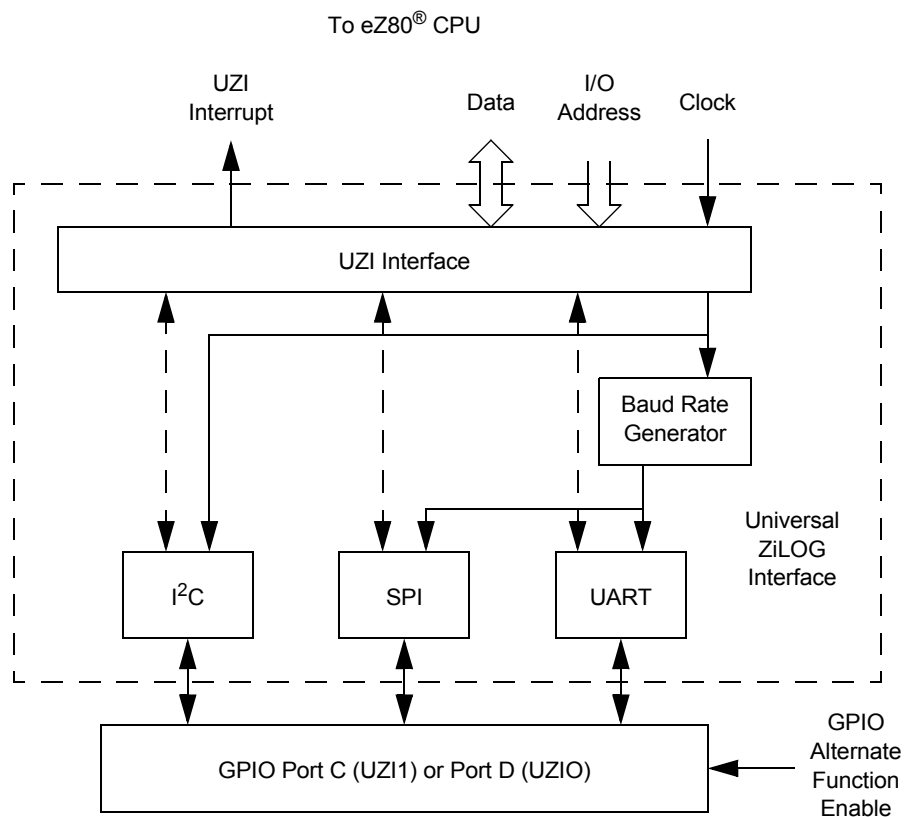 To eZ80® CPU
UZI
Interrupt
Data
I/O
Address
Clock
UZI Interface
Baud Rate
Generator
Universal
ZiLOG
Interface
I²C
SPI
UART
GPIO Port C (UZI1) or Port D (UZIO)
GPIO
Alternate
Function
Enable